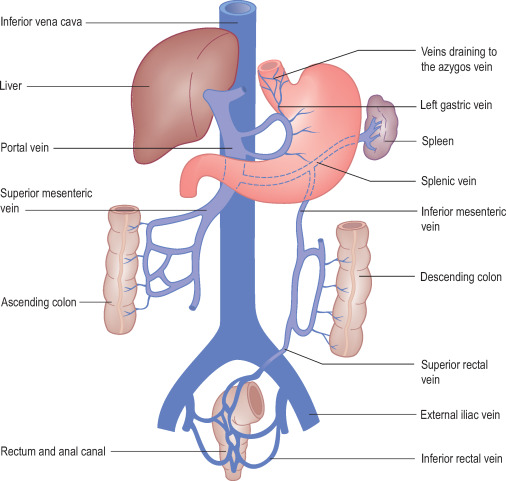 Inferior vena cava
Liver
Portal vein
Superior mesenteric
vein
Ascending colon
Rectum and anal canal
Veins draining to
the azygos vein
Left gastric vein
Spleen
Splenic vein
Inferior mesenteric
vein
Descending colon
Superior rectal
vein
External iliac vein
Inferior rectal vein